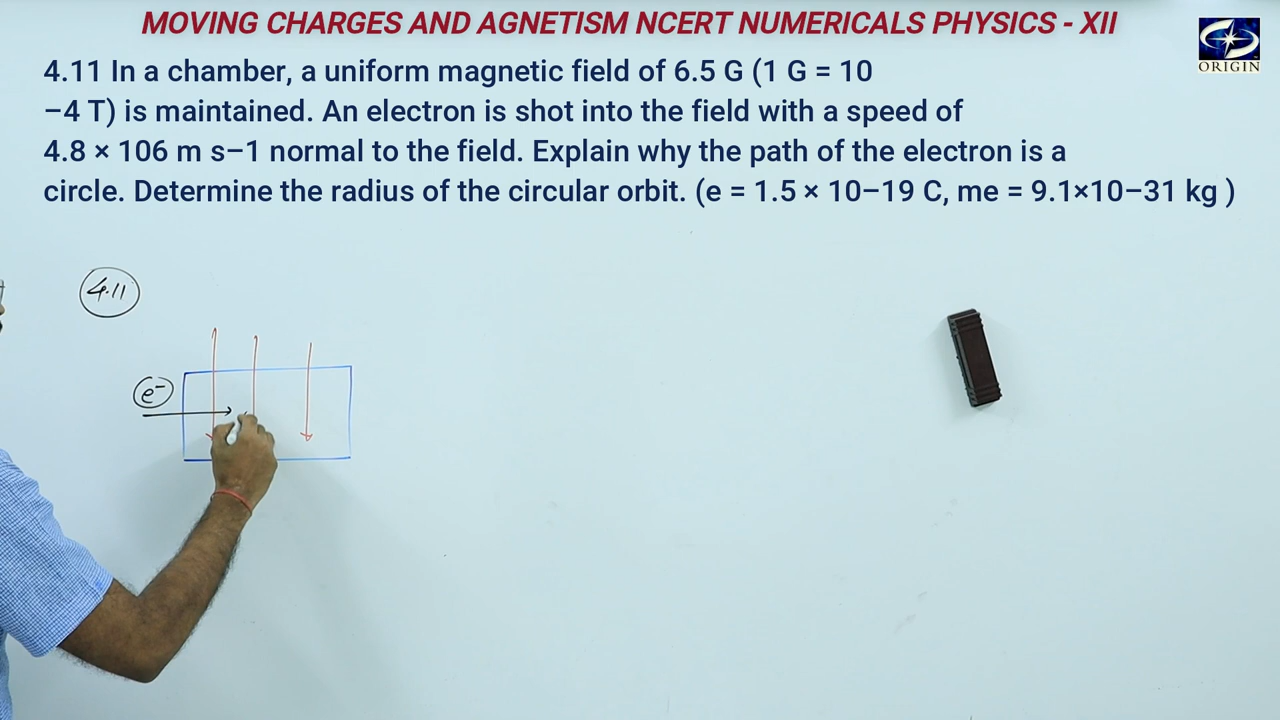 MOVING CHARGES AND AGNETISM NCERT NUMERICALS PHYSICS - XII
ORIGIN
4.11 In a chamber, a uniform magnetic field of 6.5 G (1 G = 10
−4 T) is maintained. An electron is shot into the field with a speed of
4.8 × 106 m s−1 normal to the field. Explain why the path of the electron is a
circle. Determine the radius of the circular orbit. (e = 1.5 × 10−19 C, me = 9.1×10−31 kg )
4.11
e−